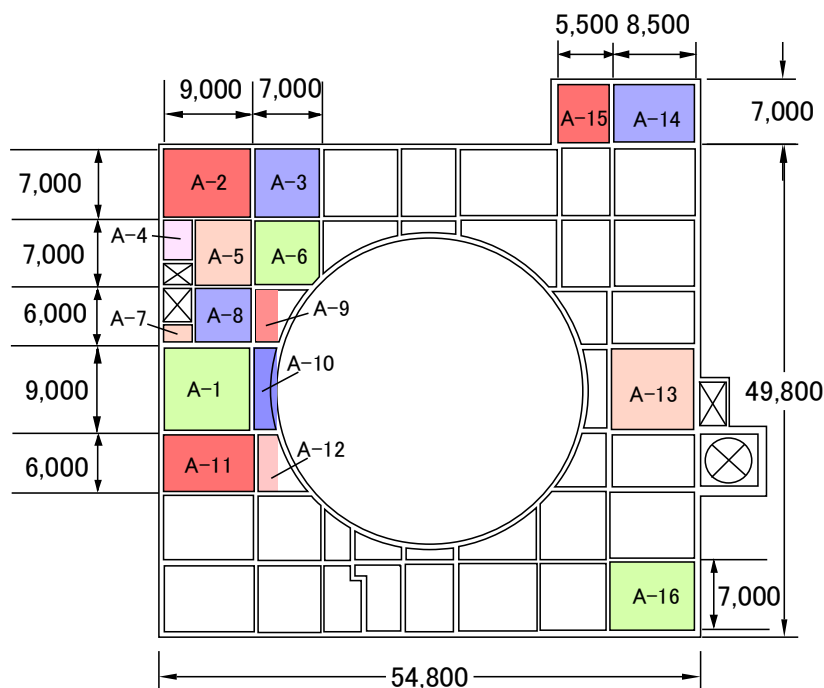 5,500 8,500
9,000 7,000
7,000
A-15 A-14
7,000
A-2 A-3
A-4
7,000
A-5 A-6
6,000
A-7
A-8
A-9
A-10
9,000
A-1
A-13
49,800
6,000
A-11
A-12
A-16
7,000
54,800